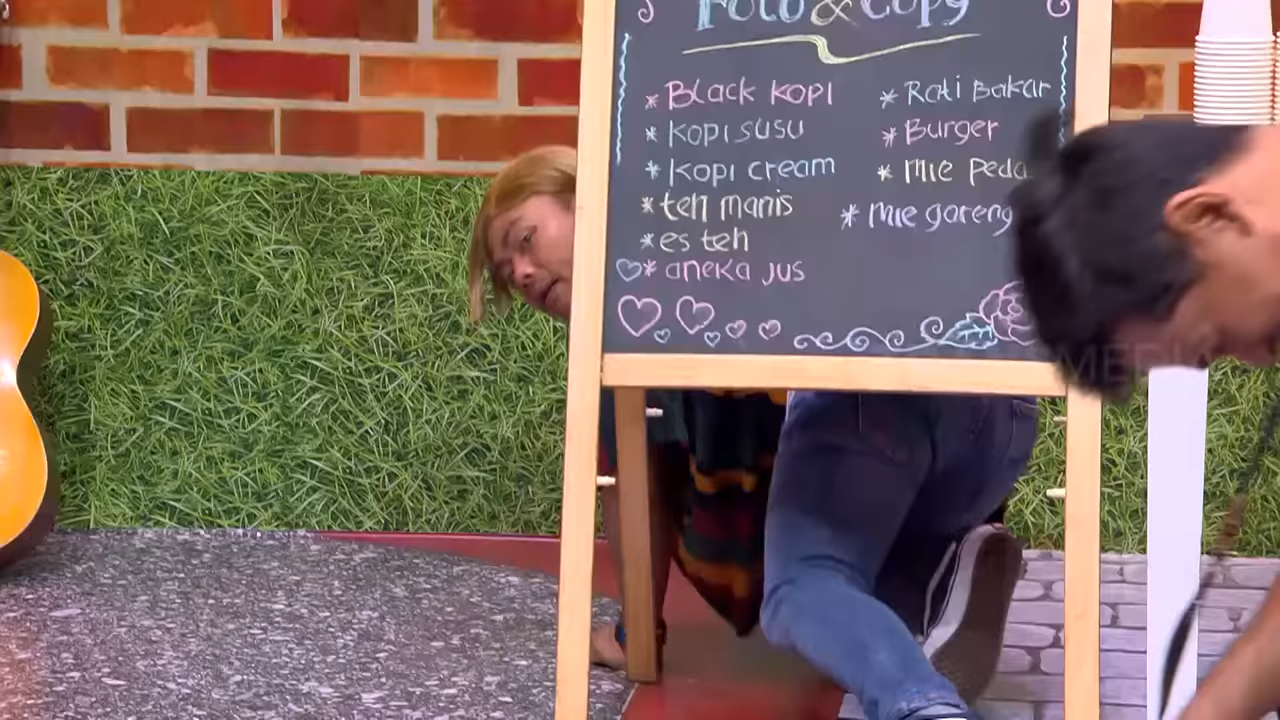 Foto & Copy
* Black kopi
* kopi susu
* kopi cream
* teh manis
* es teh
* aneka jus
* Roti Bakar
* Burger
* Mie
* Mie goreng
MEDIA